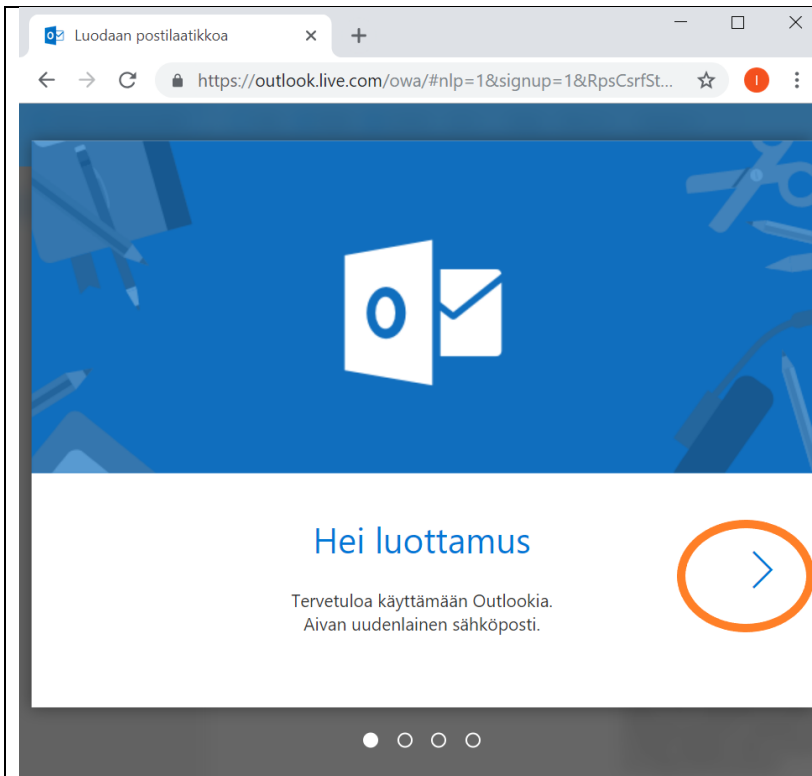 Luodaan postilaatikkoa
https://outlook.live.com/owa/#nlp=1&signup=1&RpsCsrfSt...
I
O
Hei luottamus
Tervetuloa käyttämään Outlookia.
Aivan uudenlainen sähköposti.